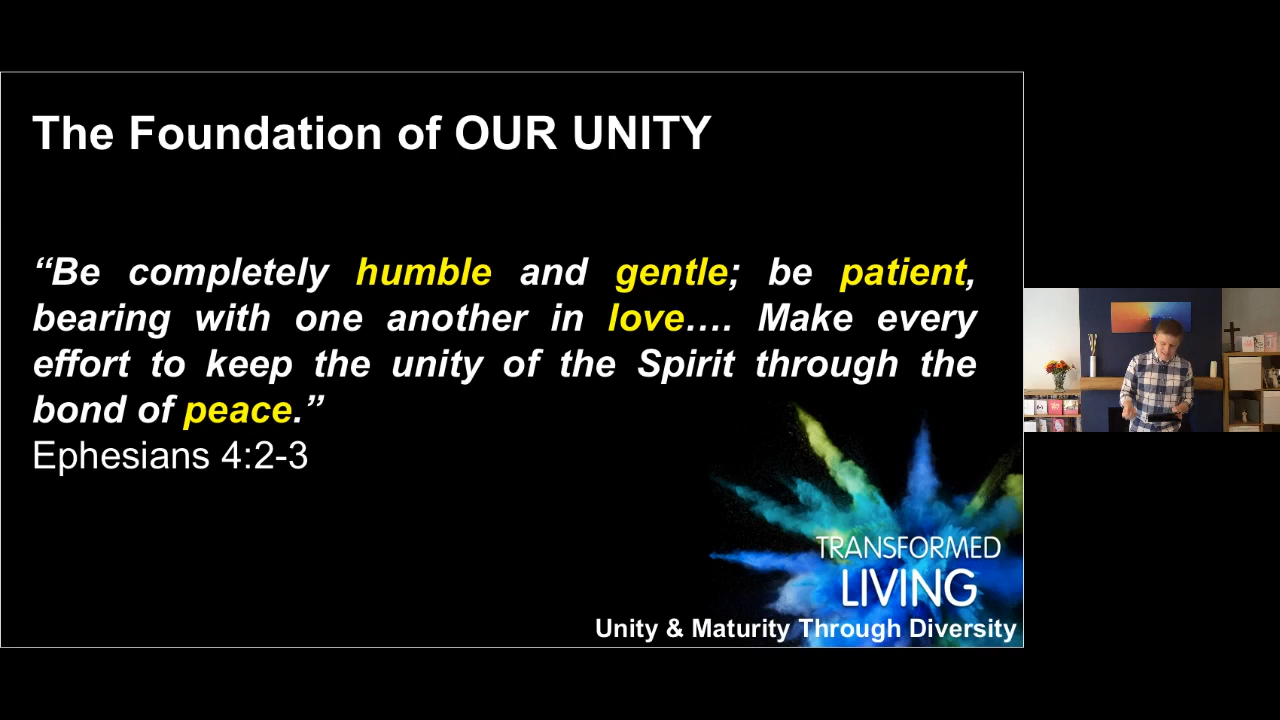 The Foundation of OUR UNITY
“Be completely humble and gentle; be patient,
bearing with one another in love…. Make every
effort to keep the unity of the Spirit through the
bond of peace.”
Ephesians 4:2-3
TRANSFORMED
LIVING
Unity & Maturity Through Diversity